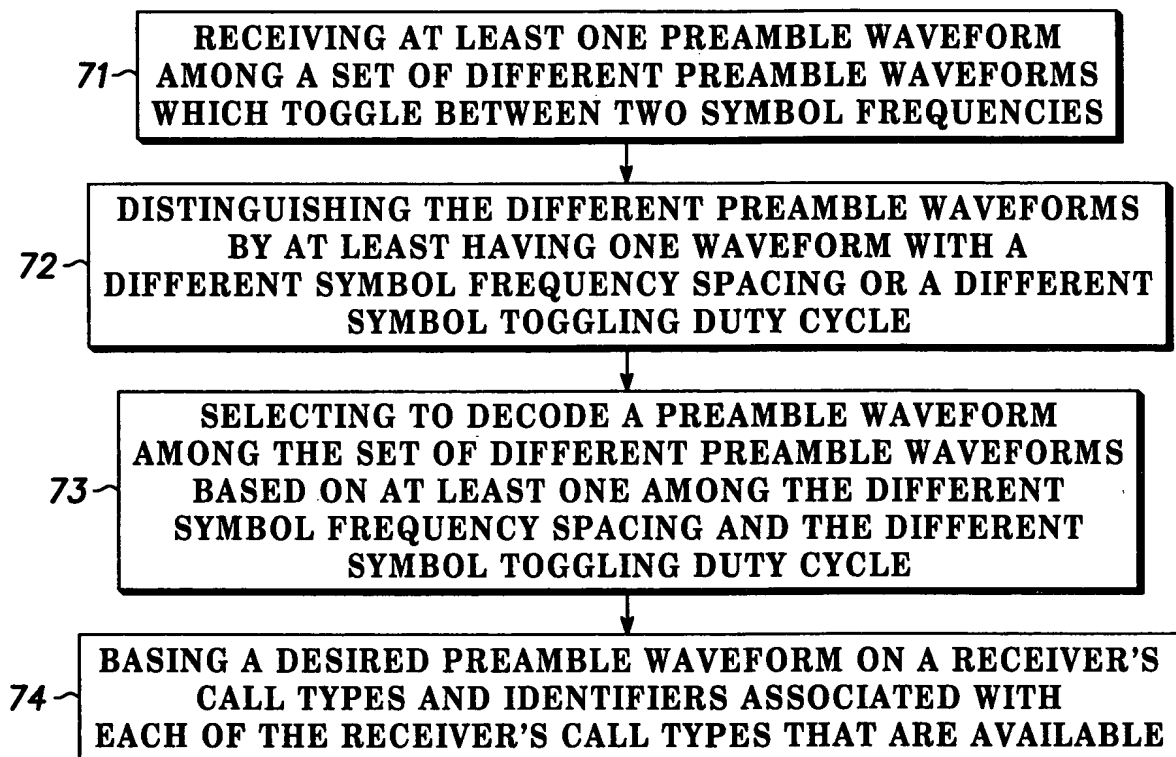 RECEIVING AT LEAST ONE PREAMBLE WAVEFORM
71 AMONG A SET OF DIFFERENT PREAMBLE WAVEFORMS
WHICH TOGGLE BETWEEN TWO SYMBOL FREQUENCIES
DISTINGUISHING THE DIFFERENT PREAMBLE WAVEFORMS
72 BY AT LEAST HAVING ONE WAVEFORM WITH A
DIFFERENT SYMBOL FREQUENCY SPACING OR A DIFFERENT
SYMBOL TOGGLING DUTY CYCLE
SELECTING TO DECODE A PREAMBLE WAVEFORM
AMONG THE SET OF DIFFERENT PREAMBLE WAVEFORMS
73 BASED ON AT LEAST ONE AMONG THE DIFFERENT
SYMBOL FREQUENCY SPACING AND THE DIFFERENT
SYMBOL TOGGLING DUTY CYCLE
BASING A DESIRED PREAMBLE WAVEFORM ON A RECEIVER'S
74 CALL TYPES AND IDENTIFIERS ASSOCIATED WITH
EACH OF THE RECEIVER'S CALL TYPES THAT ARE AVAILABLE